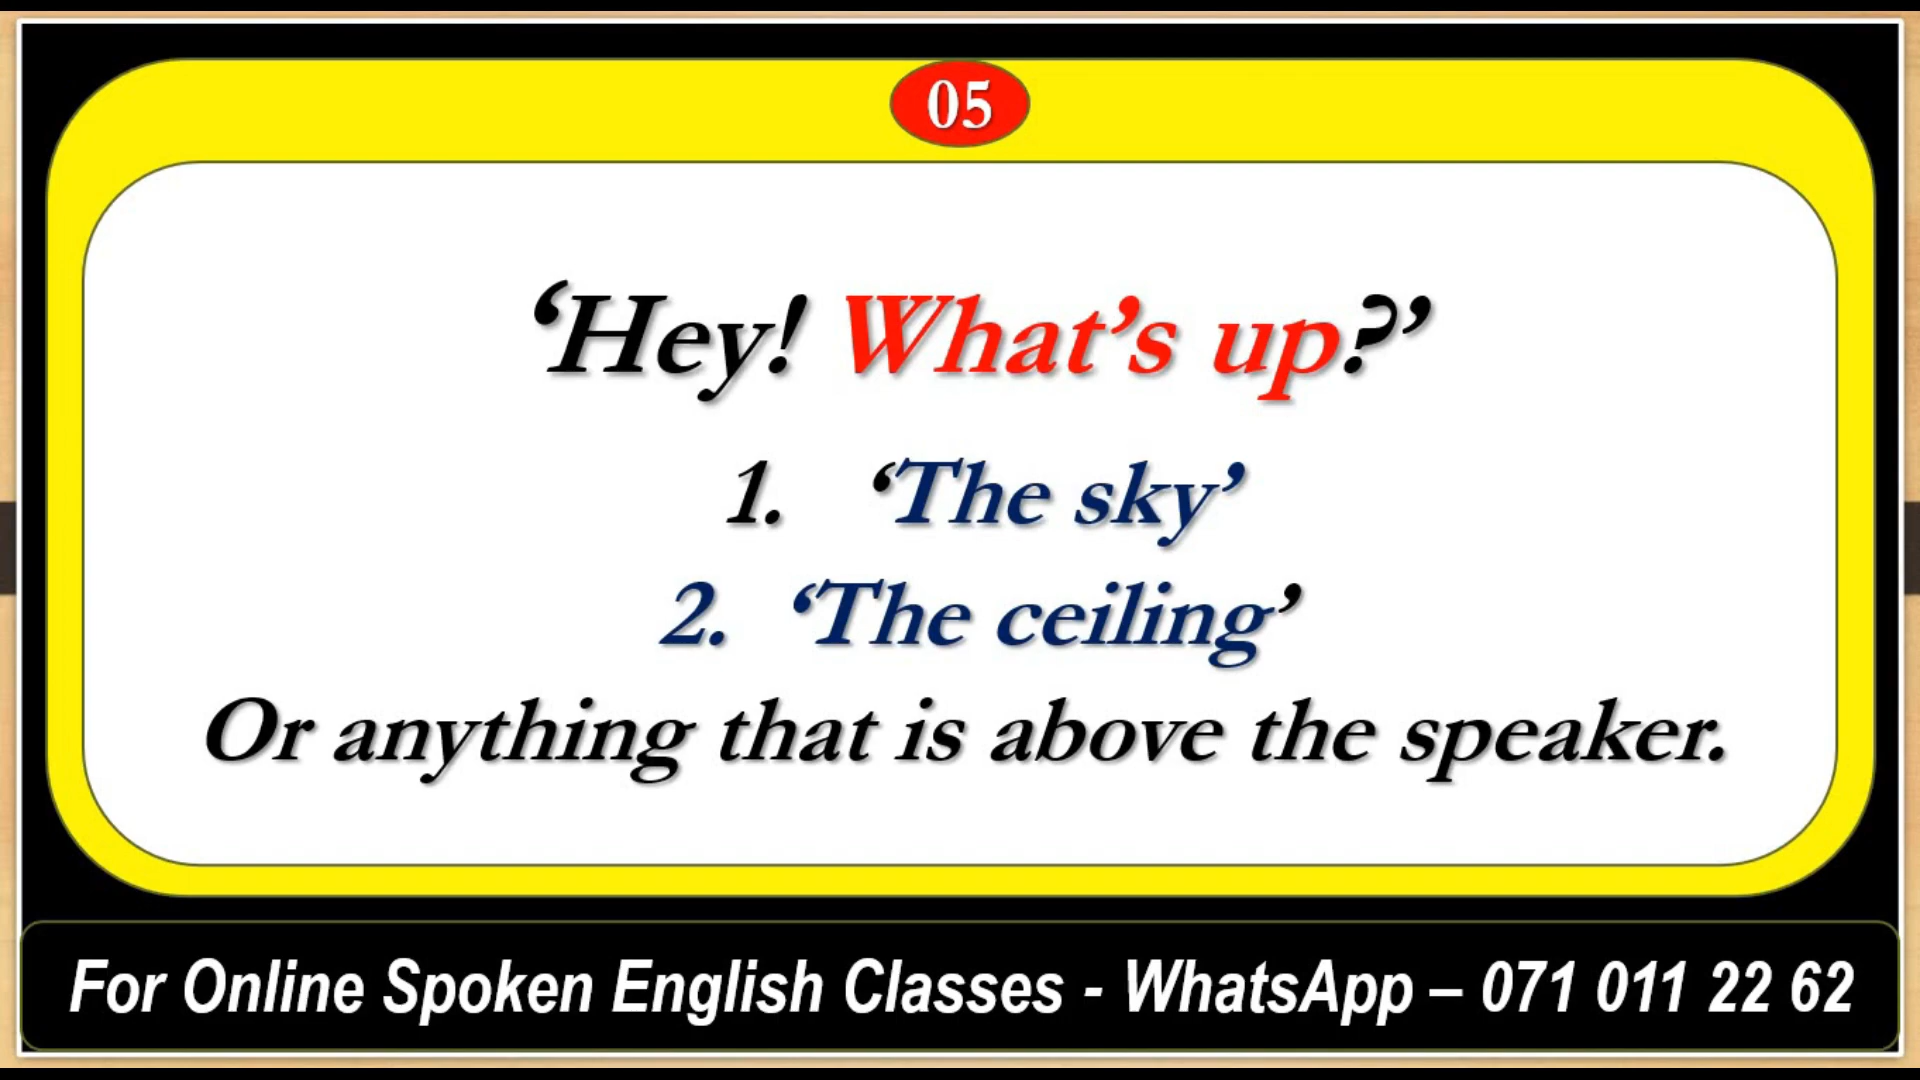 05
‘Hey! What’s up?’
1. ‘The sky’
2. ‘The ceiling’
Or anything that is above the speaker.
For Online Spoken English Classes - WhatsApp – 071 011 22 62